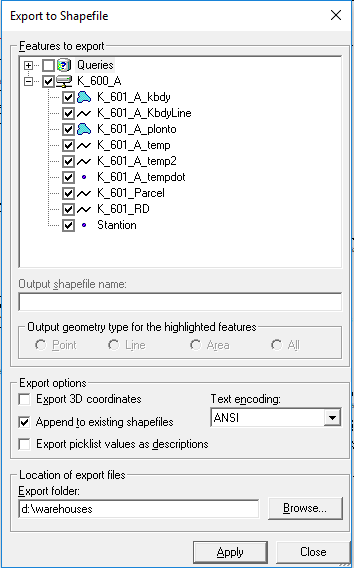 Export to Shapefile
Features to export
Queries
K_600_A
K_601_A_kbdy
K_601_A_KbdyLine
K_601_A_plonto
K_601_A_temp
K_601_A_temp2
K_601_A_tempdot
K_601_Parcel
K_601_RD
Stantion
Output shapefile name:
Output geometry type for the highlighted features
Point Line Area All
Export options
Export 3D coordinates Text encoding:
Append to existing shapefiles ANSI
Export picklist values as descriptions
Location of export files
Export folder:
d:\warehouses Browse...
Apply Close